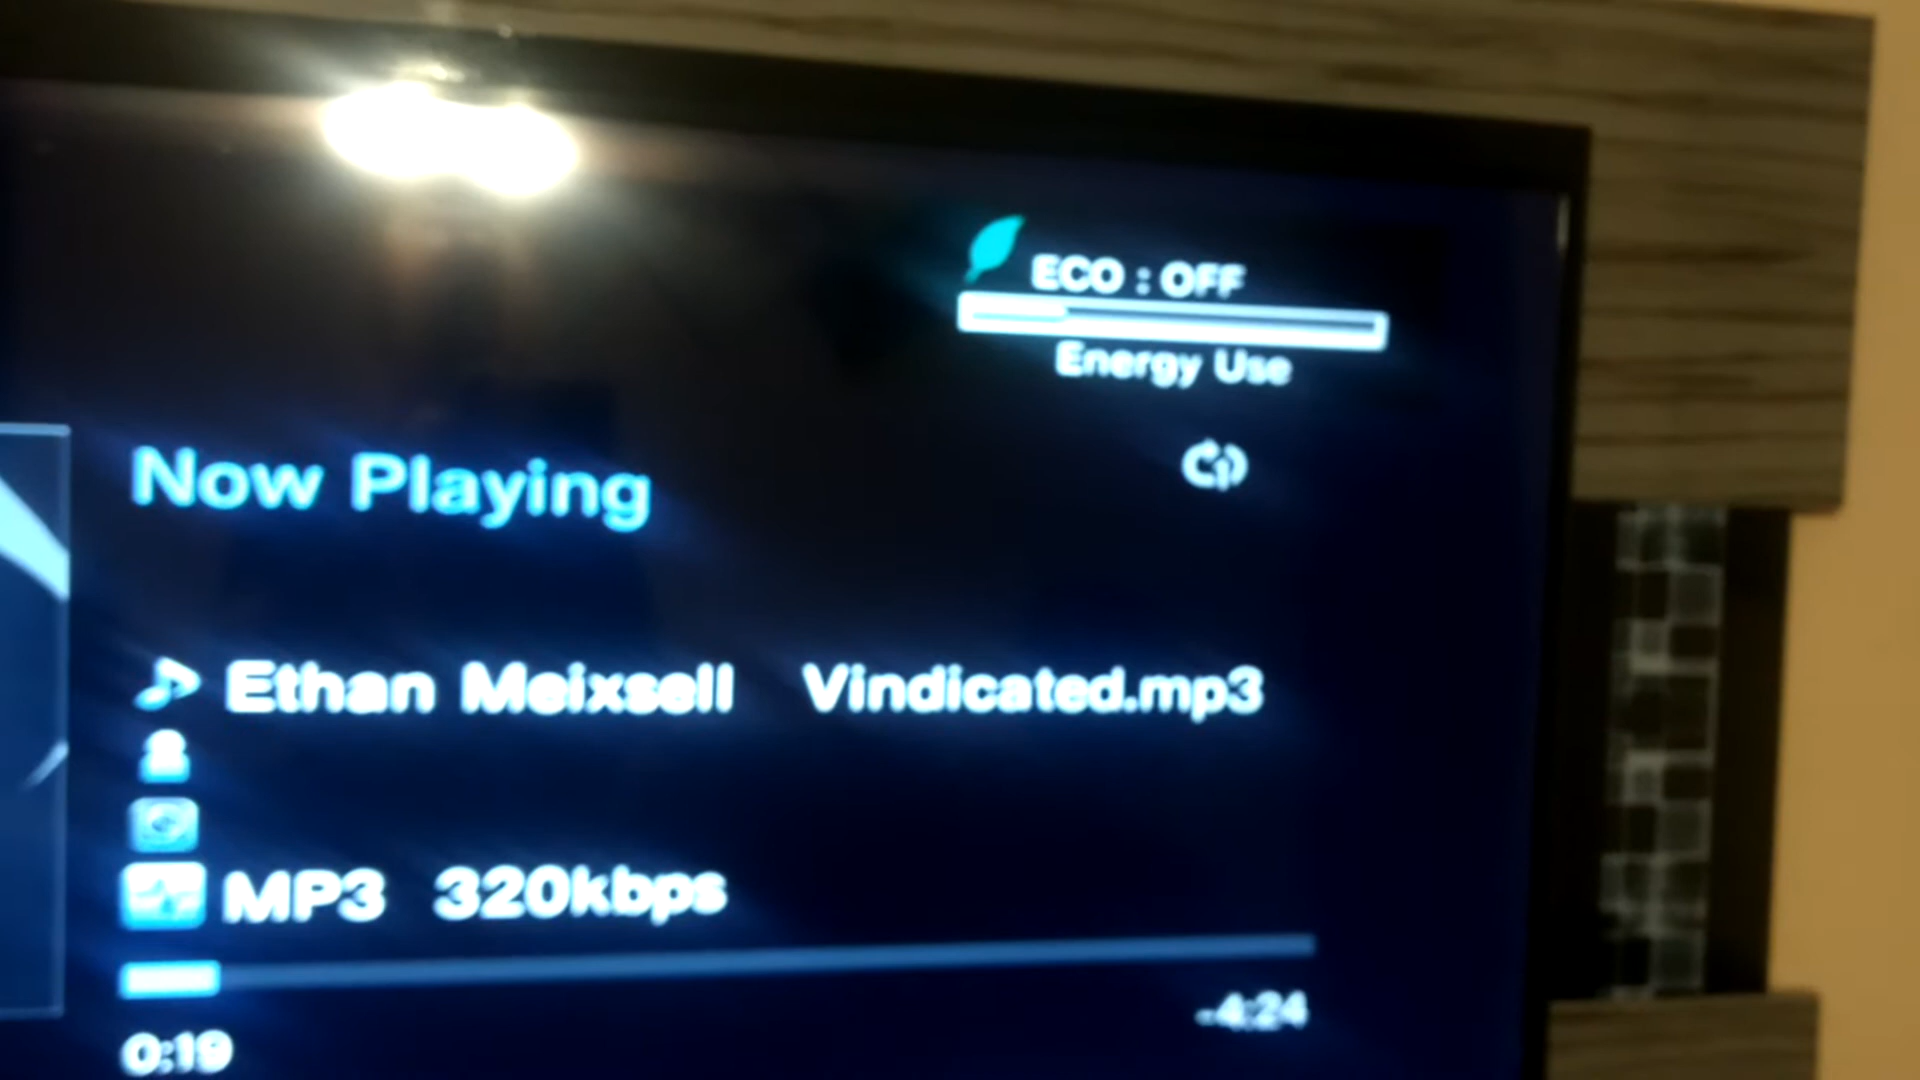 ECO : OFF
Energy Use
Now Playing
Ethan Meixsell Vindicated.mp3
MP3 320kbps
-4:24
0:19